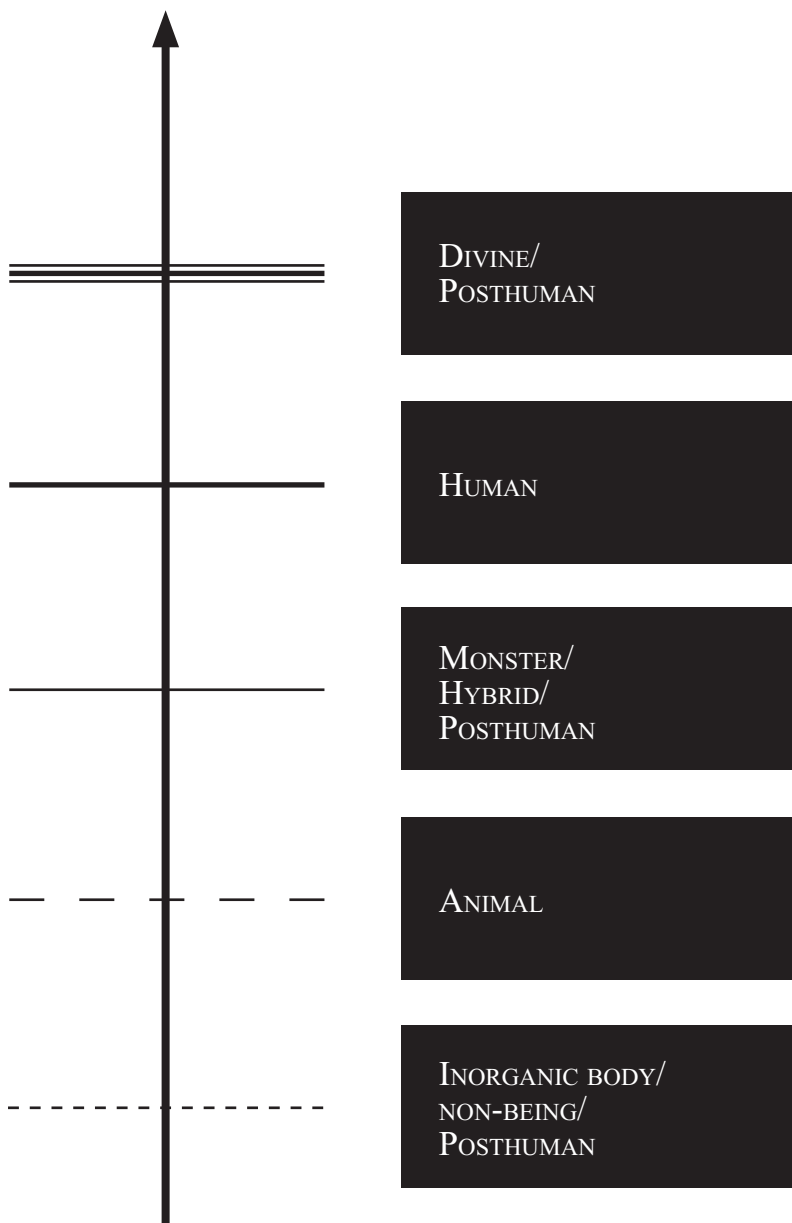 Divine/
Posthuman
Human
Monster/
Hybrid/
Posthuman
Animal
Inorganic body/
non-being/
Posthuman